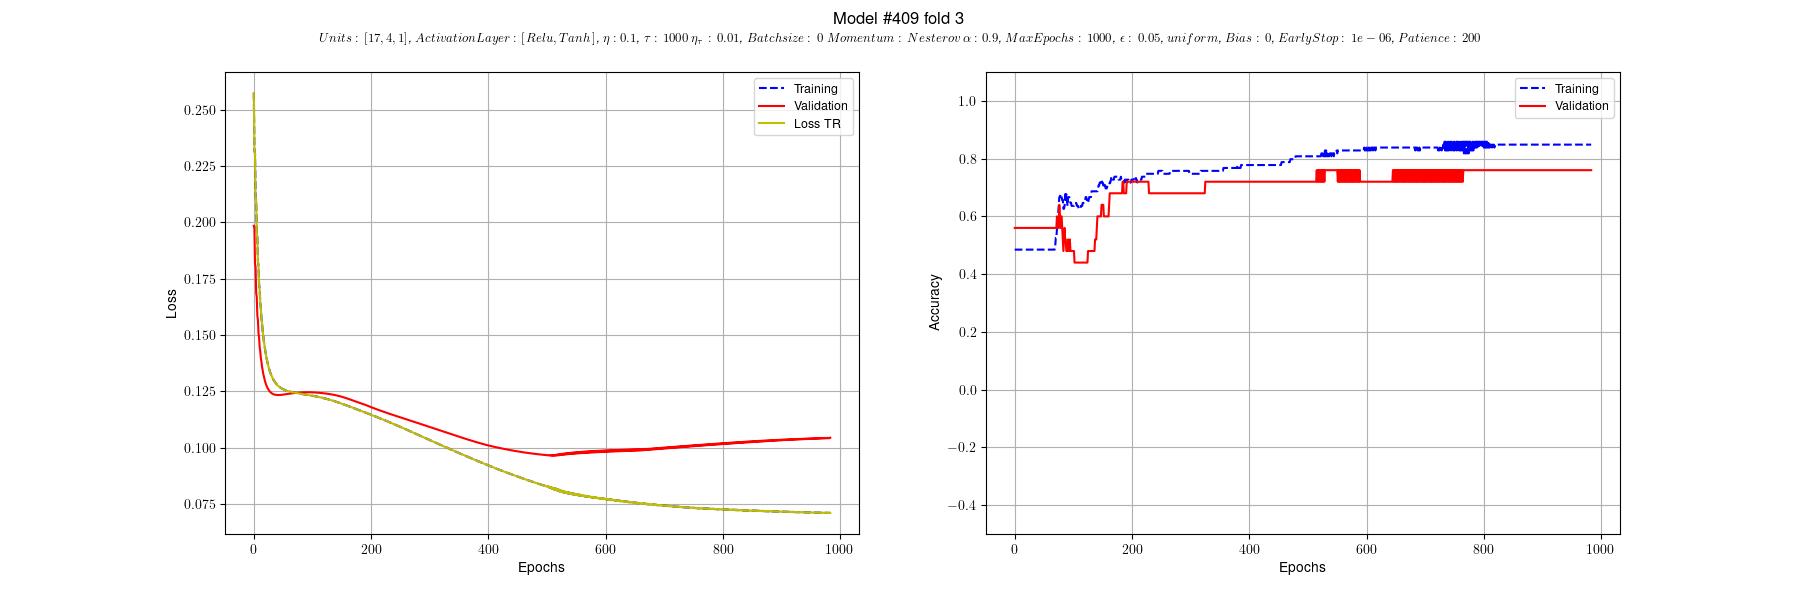 Model #409 fold 3
Units : [17, 4, 1], ActivationLayer : [Relu, Tanh], η : 0.1, τ : 1000 η_τ : 0.01, Batchsize : 0 Momentum : Nesterov α : 0.9, MaxEpochs : 1000, ϵ : 0.05, uniform, Bias : 0, EarlyStop : 1e − 06, Patience : 200
Training
Validation
Loss TR
0.250
0.225
0.200
0.175
0.150
0.125
0.100
0.075
Loss
0
200
400
600
800
1000
Epochs
Training
Validation
1.0
0.8
0.6
0.4
0.2
0.0
−0.2
−0.4
Accuracy
0
200
400
600
800
1000
Epochs